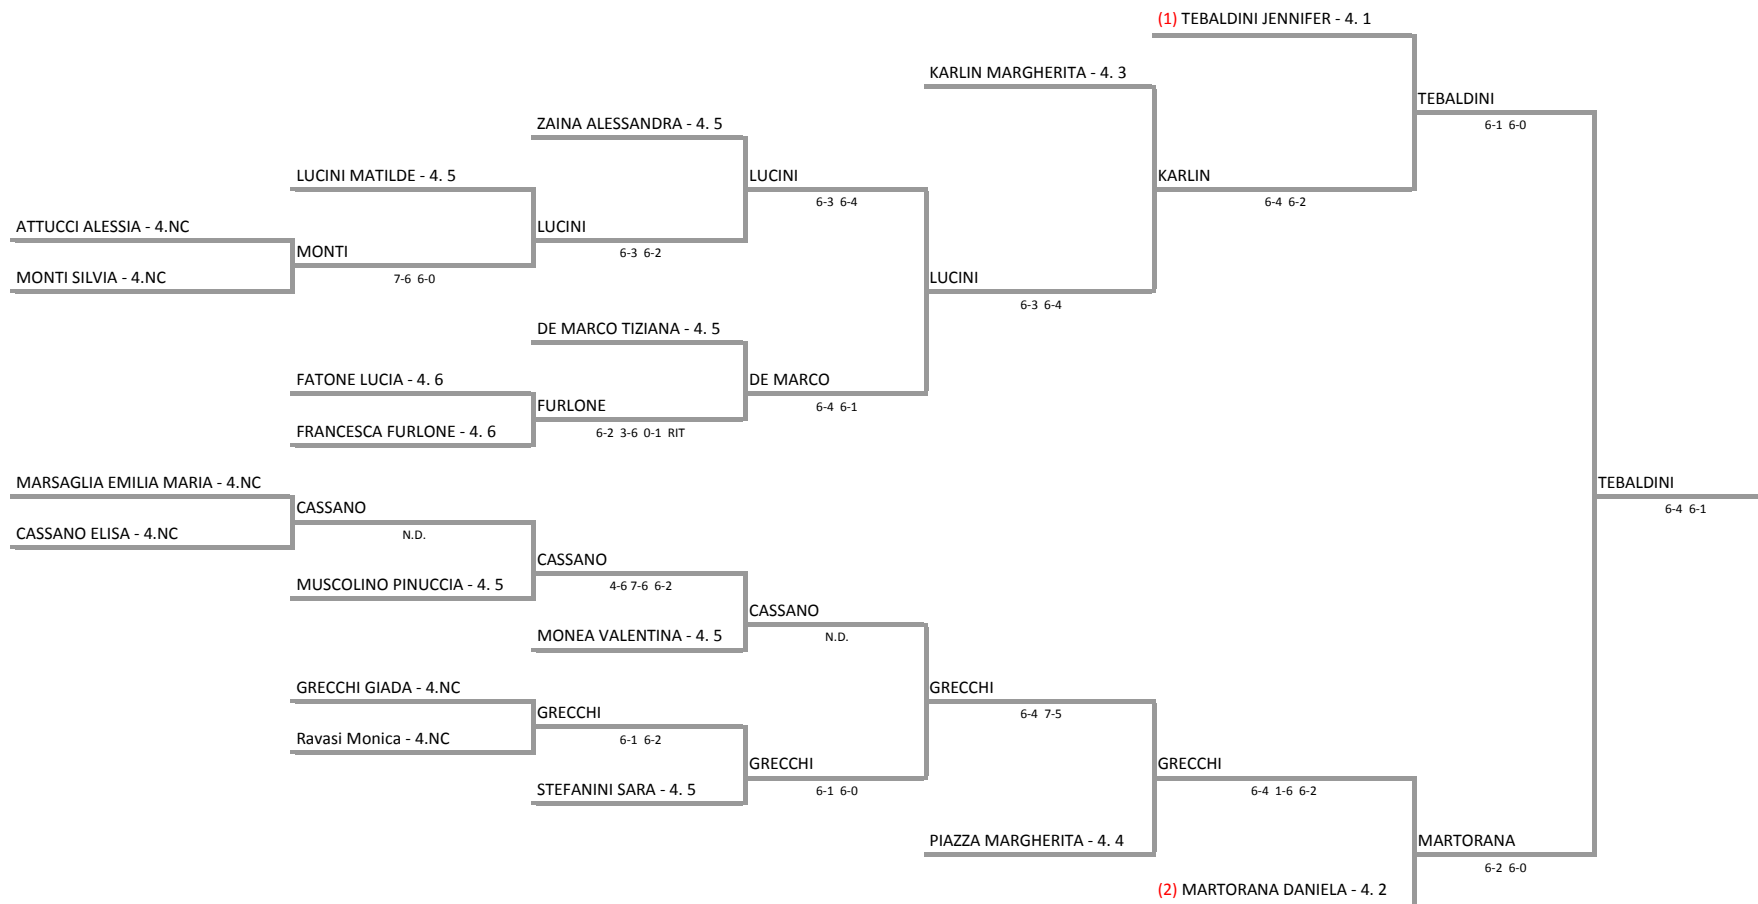 (1) TEBALDINI JENNIFER - 4. 1
KARLIN MARGHERITA - 4. 3
TEBALDINI
6-1 6-0
ZAINA ALESSANDRA - 4. 5
LUCINI MATILDE - 4. 5
LUCINI
6-3 6-4
KARLIN
6-4 6-2
ATTUCCI ALESSIA - 4.NC
LUCINI
6-3 6-2
MONTI
7-6 6-0
MONTI SILVIA - 4.NC
LUCINI
6-3 6-4
DE MARCO TIZIANA - 4. 5
FATONE LUCIA - 4. 6
DE MARCO
6-4 6-1
FURLONE
6-2 3-6 0-1 RIT
FRANCESCA FURLONE - 4. 6
MARSAGLIA EMILIA MARIA - 4.NC
TEBALDINI
6-4 6-1
CASSANO
N.D.
CASSANO ELISA - 4.NC
CASSANO
4-6 7-6 6-2
MUSCOLINO PINUCCIA - 4. 5
CASSANO
N.D.
MONEA VALENTINA - 4. 5
GRECCHI GIADA - 4.NC
GRECCHI
6-4 7-5
GRECCHI
6-1 6-2
Ravasi Monica - 4.NC
GRECCHI
6-1 6-0
GRECCHI
6-4 1-6 6-2
STEFANINI SARA - 4. 5
PIAZZA MARGHERITA - 4. 4
MARTORANA
6-2 6-0
(2) MARTORANA DANIELA - 4. 2